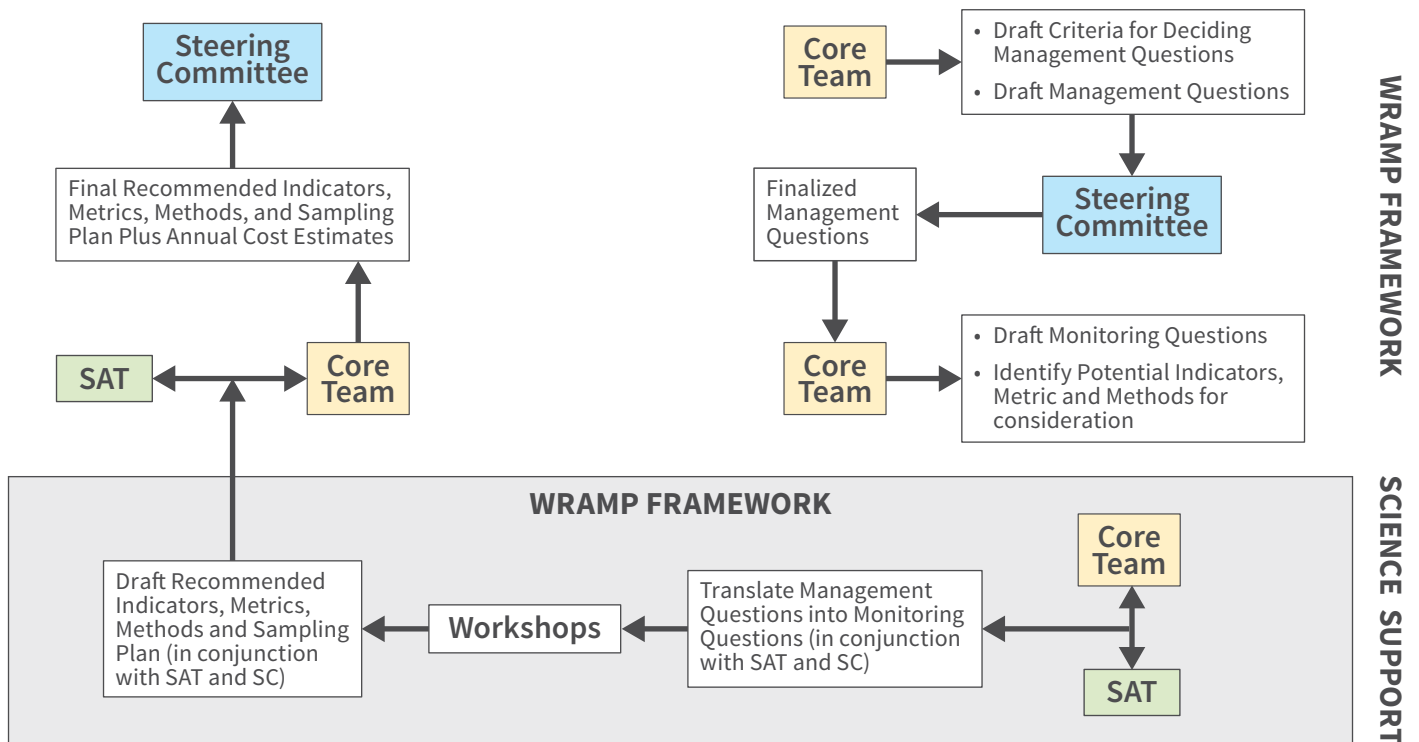 Steering
Committee
Final Recommended Indicators,
Metrics, Methods, and Sampling
Plan Plus Annual Cost Estimates
SAT
Core
Team
Core
Team
• Draft Criteria for Deciding
Management Questions
• Draft Management Questions
Finalized
Management
Questions
Steering
Committee
Core
Team
• Draft Monitoring Questions
• Identify Potential Indicators,
Metric and Methods for
consideration
WRAMP FRAMEWORK
WRAMP FRAMEWORK
Draft Recommended
Indicators, Metrics,
Methods and Sampling
Plan (in conjunction
with SAT and SC)
Workshops
Translate Management
Questions into Monitoring
Questions (in conjunction
with SAT and SC)
Core
Team
SAT
SCIENCE SUPPORT